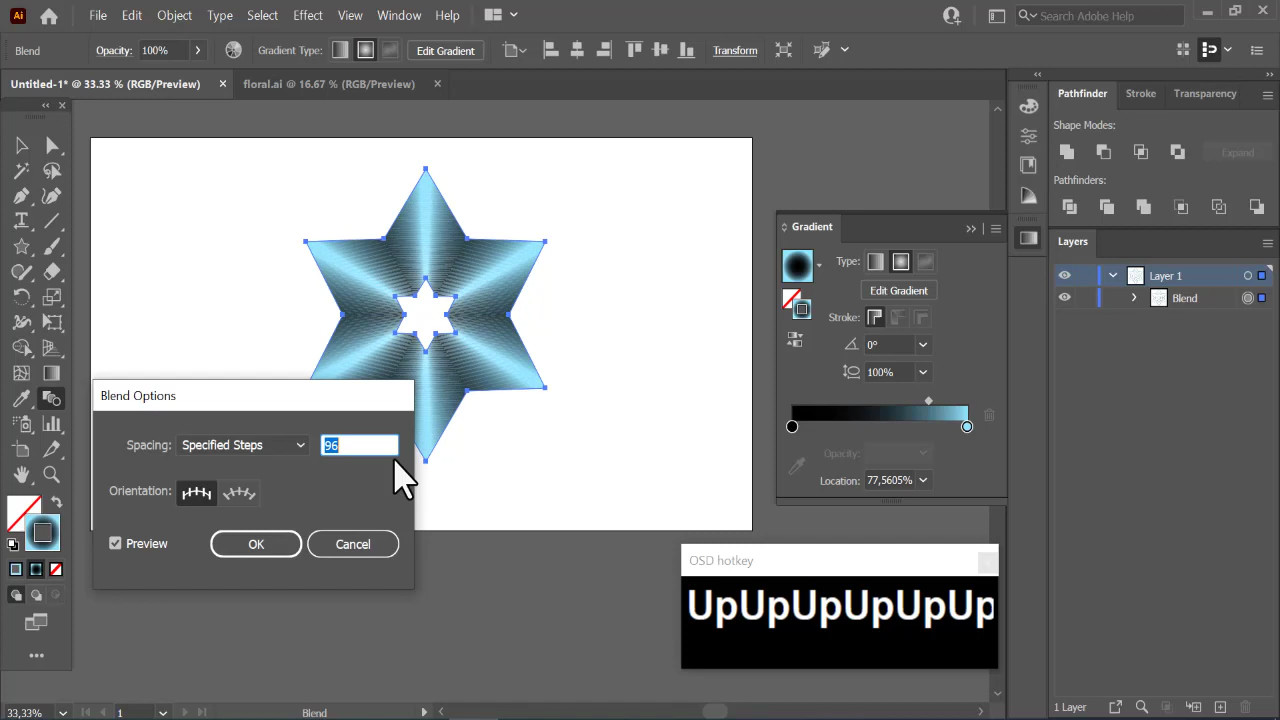 Ai
File Edit Object Type Select Effect View Window Help
Search Adobe Help
Blend Opacity: 100% Gradient Type: Edit Gradient Transform
Untitled-1* @ 33.33 % (RGB/Preview) floral.ai @ 16.67 % (RGB/Preview)
Pathfinder Stroke Transparency
Shape Modes:
Expand
Pathfinders:
Gradient
Type:
Edit Gradient
Stroke:
0°
100%
Opacity:
Location: 77,5605%
Layers
Layer 1
Blend
Blend Options
Spacing: Specified Steps 96
Orientation:
Preview OK Cancel
OSD hotkey
UpUpUpUpUpUp
33,33% 1 Blend
1 Layer